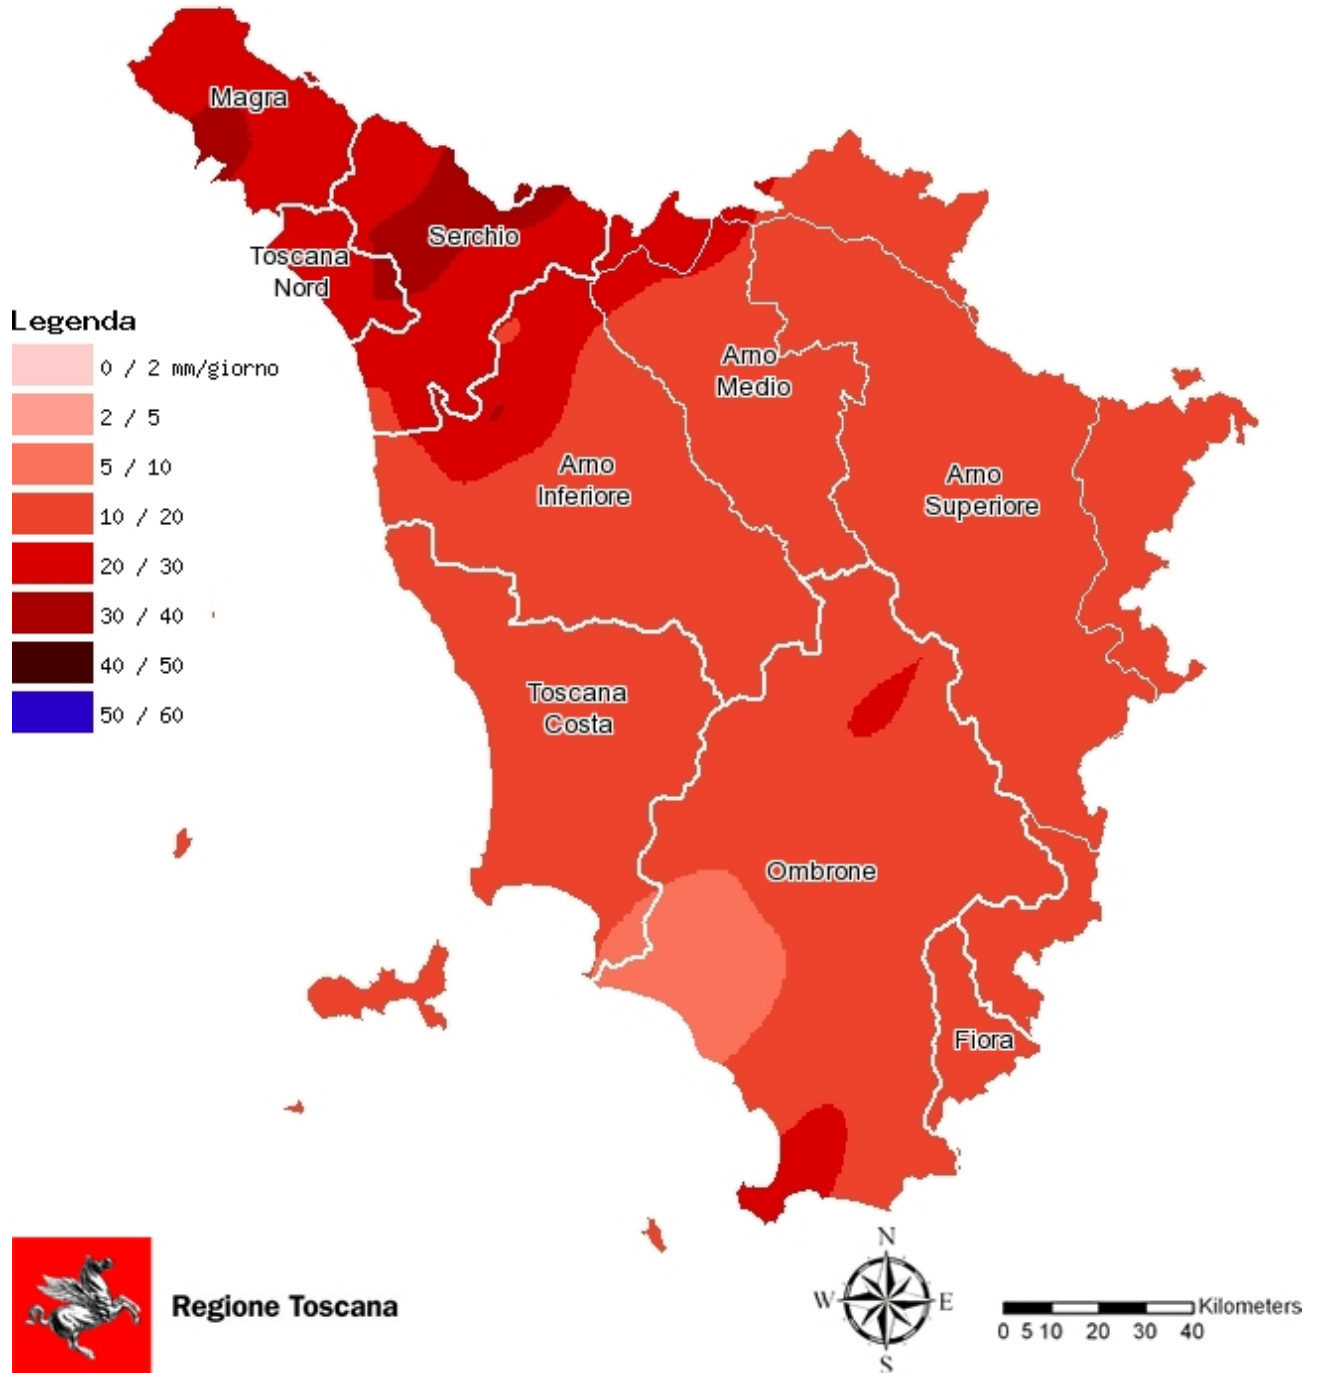 Magra
Serchio
Toscana
Nord
Legenda
0 / 2 mm/giorno
2 / 5
5 / 10
10 / 20
20 / 30
30 / 40
40 / 50
50 / 60
Arno
Medio
Arno
Inferiore
Arno
Superiore
Toscana
Costa
Ombrone
Fiora
Regione Toscana
N
W
E
S
Kilometers
0 5 10 20 30 40